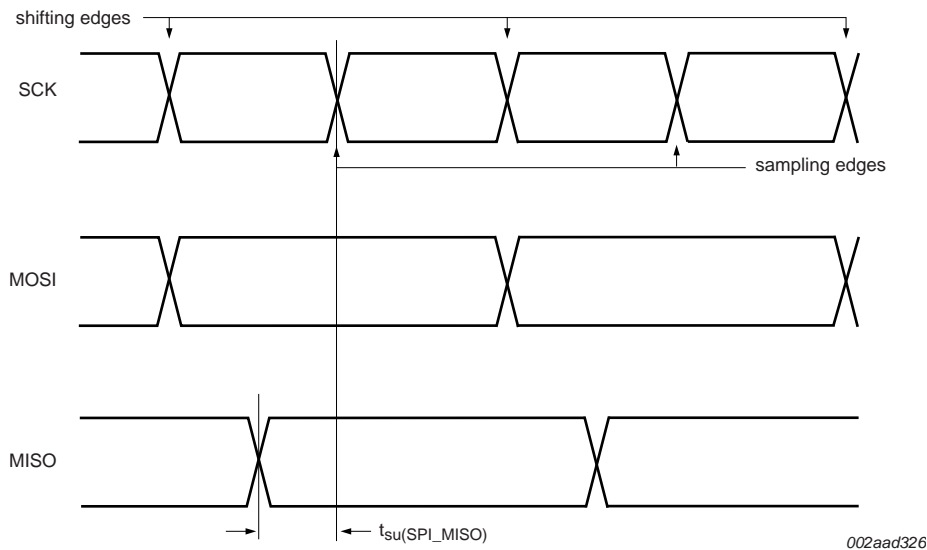 shifting edges
SCK
sampling edges
MOSI
MISO
tsu(SPI_MISO)
002aad326